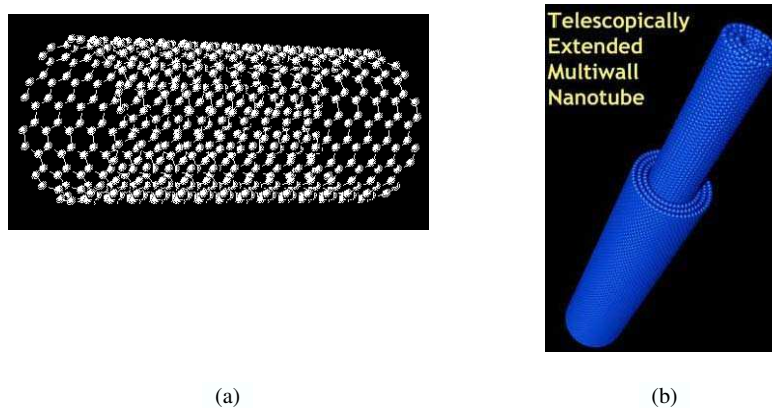 Telescopically
Extended
Multiwall
Nanotube
(a)
(b)